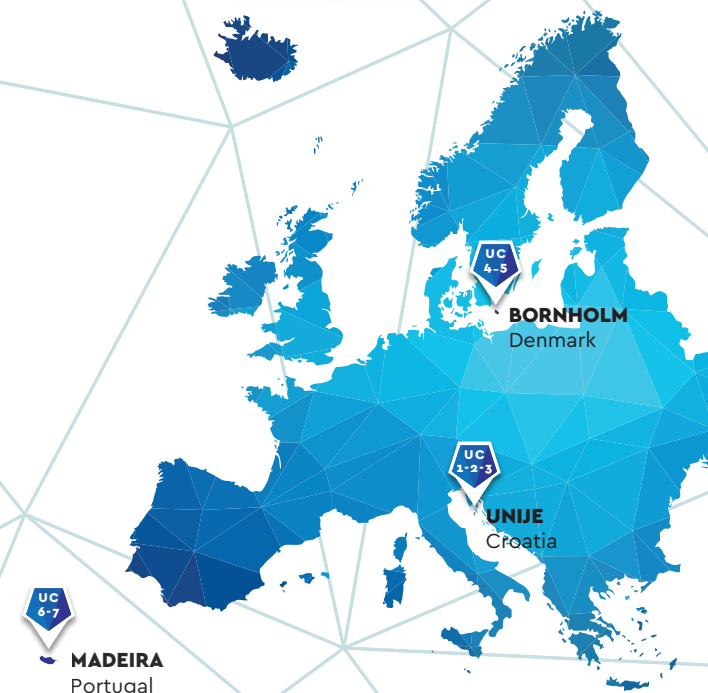 UC
4-5
BORNHOLM
Denmark
UC
1-2-3
UNIJE
Croatia
UC
6-7
MADEIRA
Portugal